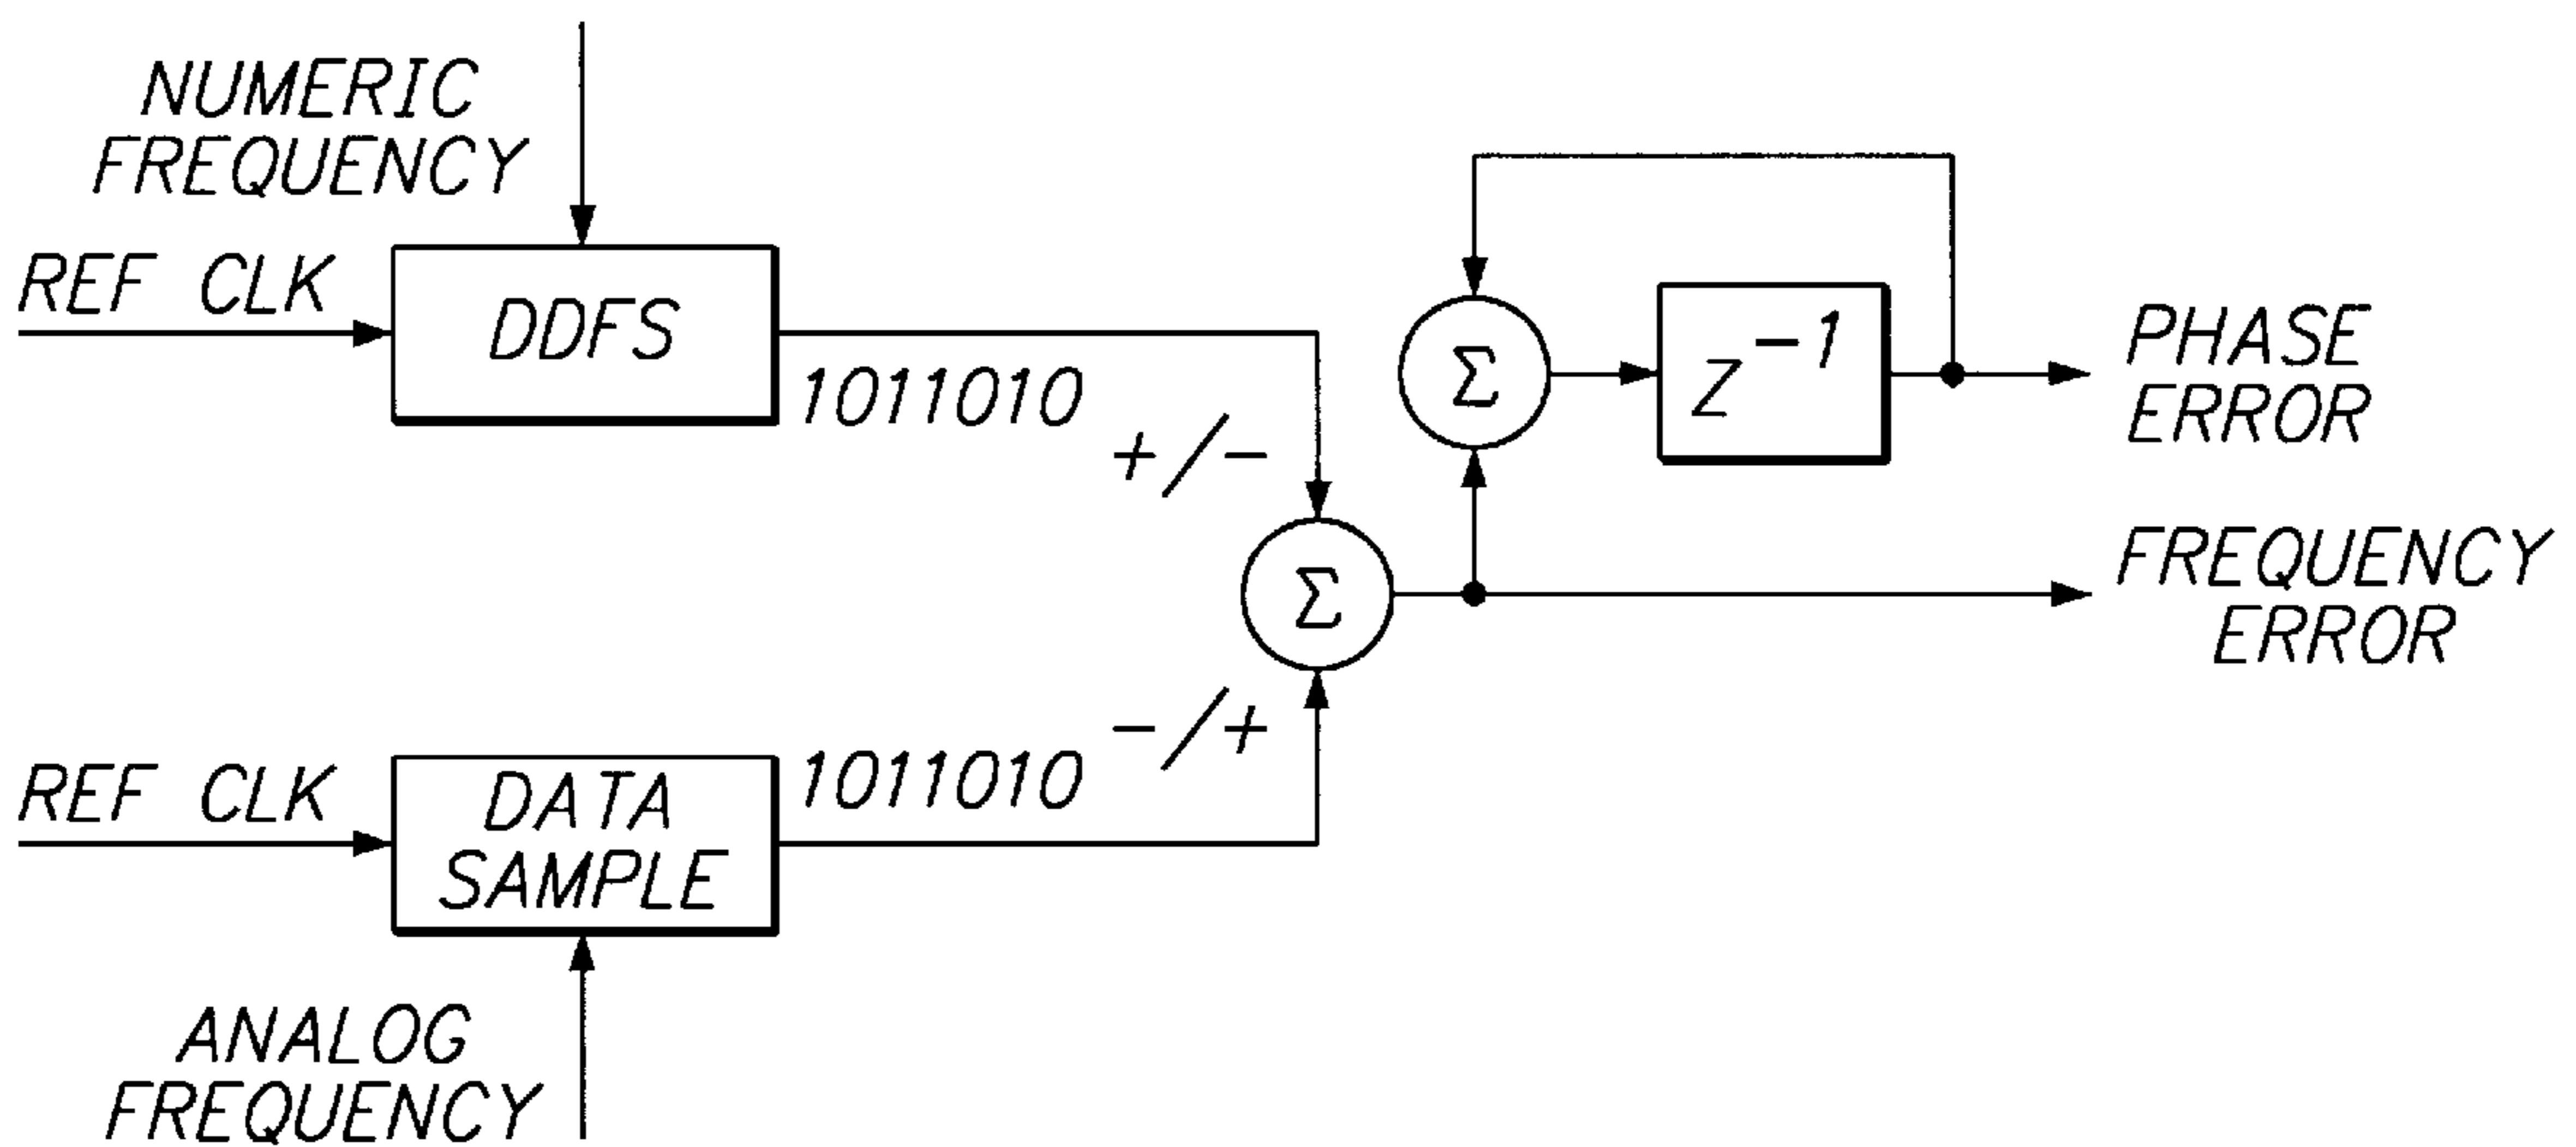 NUMERIC
FREQUENCY
REF CLK
DDFS
1011010
+/-
Σ
Z⁻¹
PHASE
ERROR
Σ
FREQUENCY
ERROR
REF CLK
DATA
SAMPLE
1011010
-/+
ANALOG
FREQUENCY